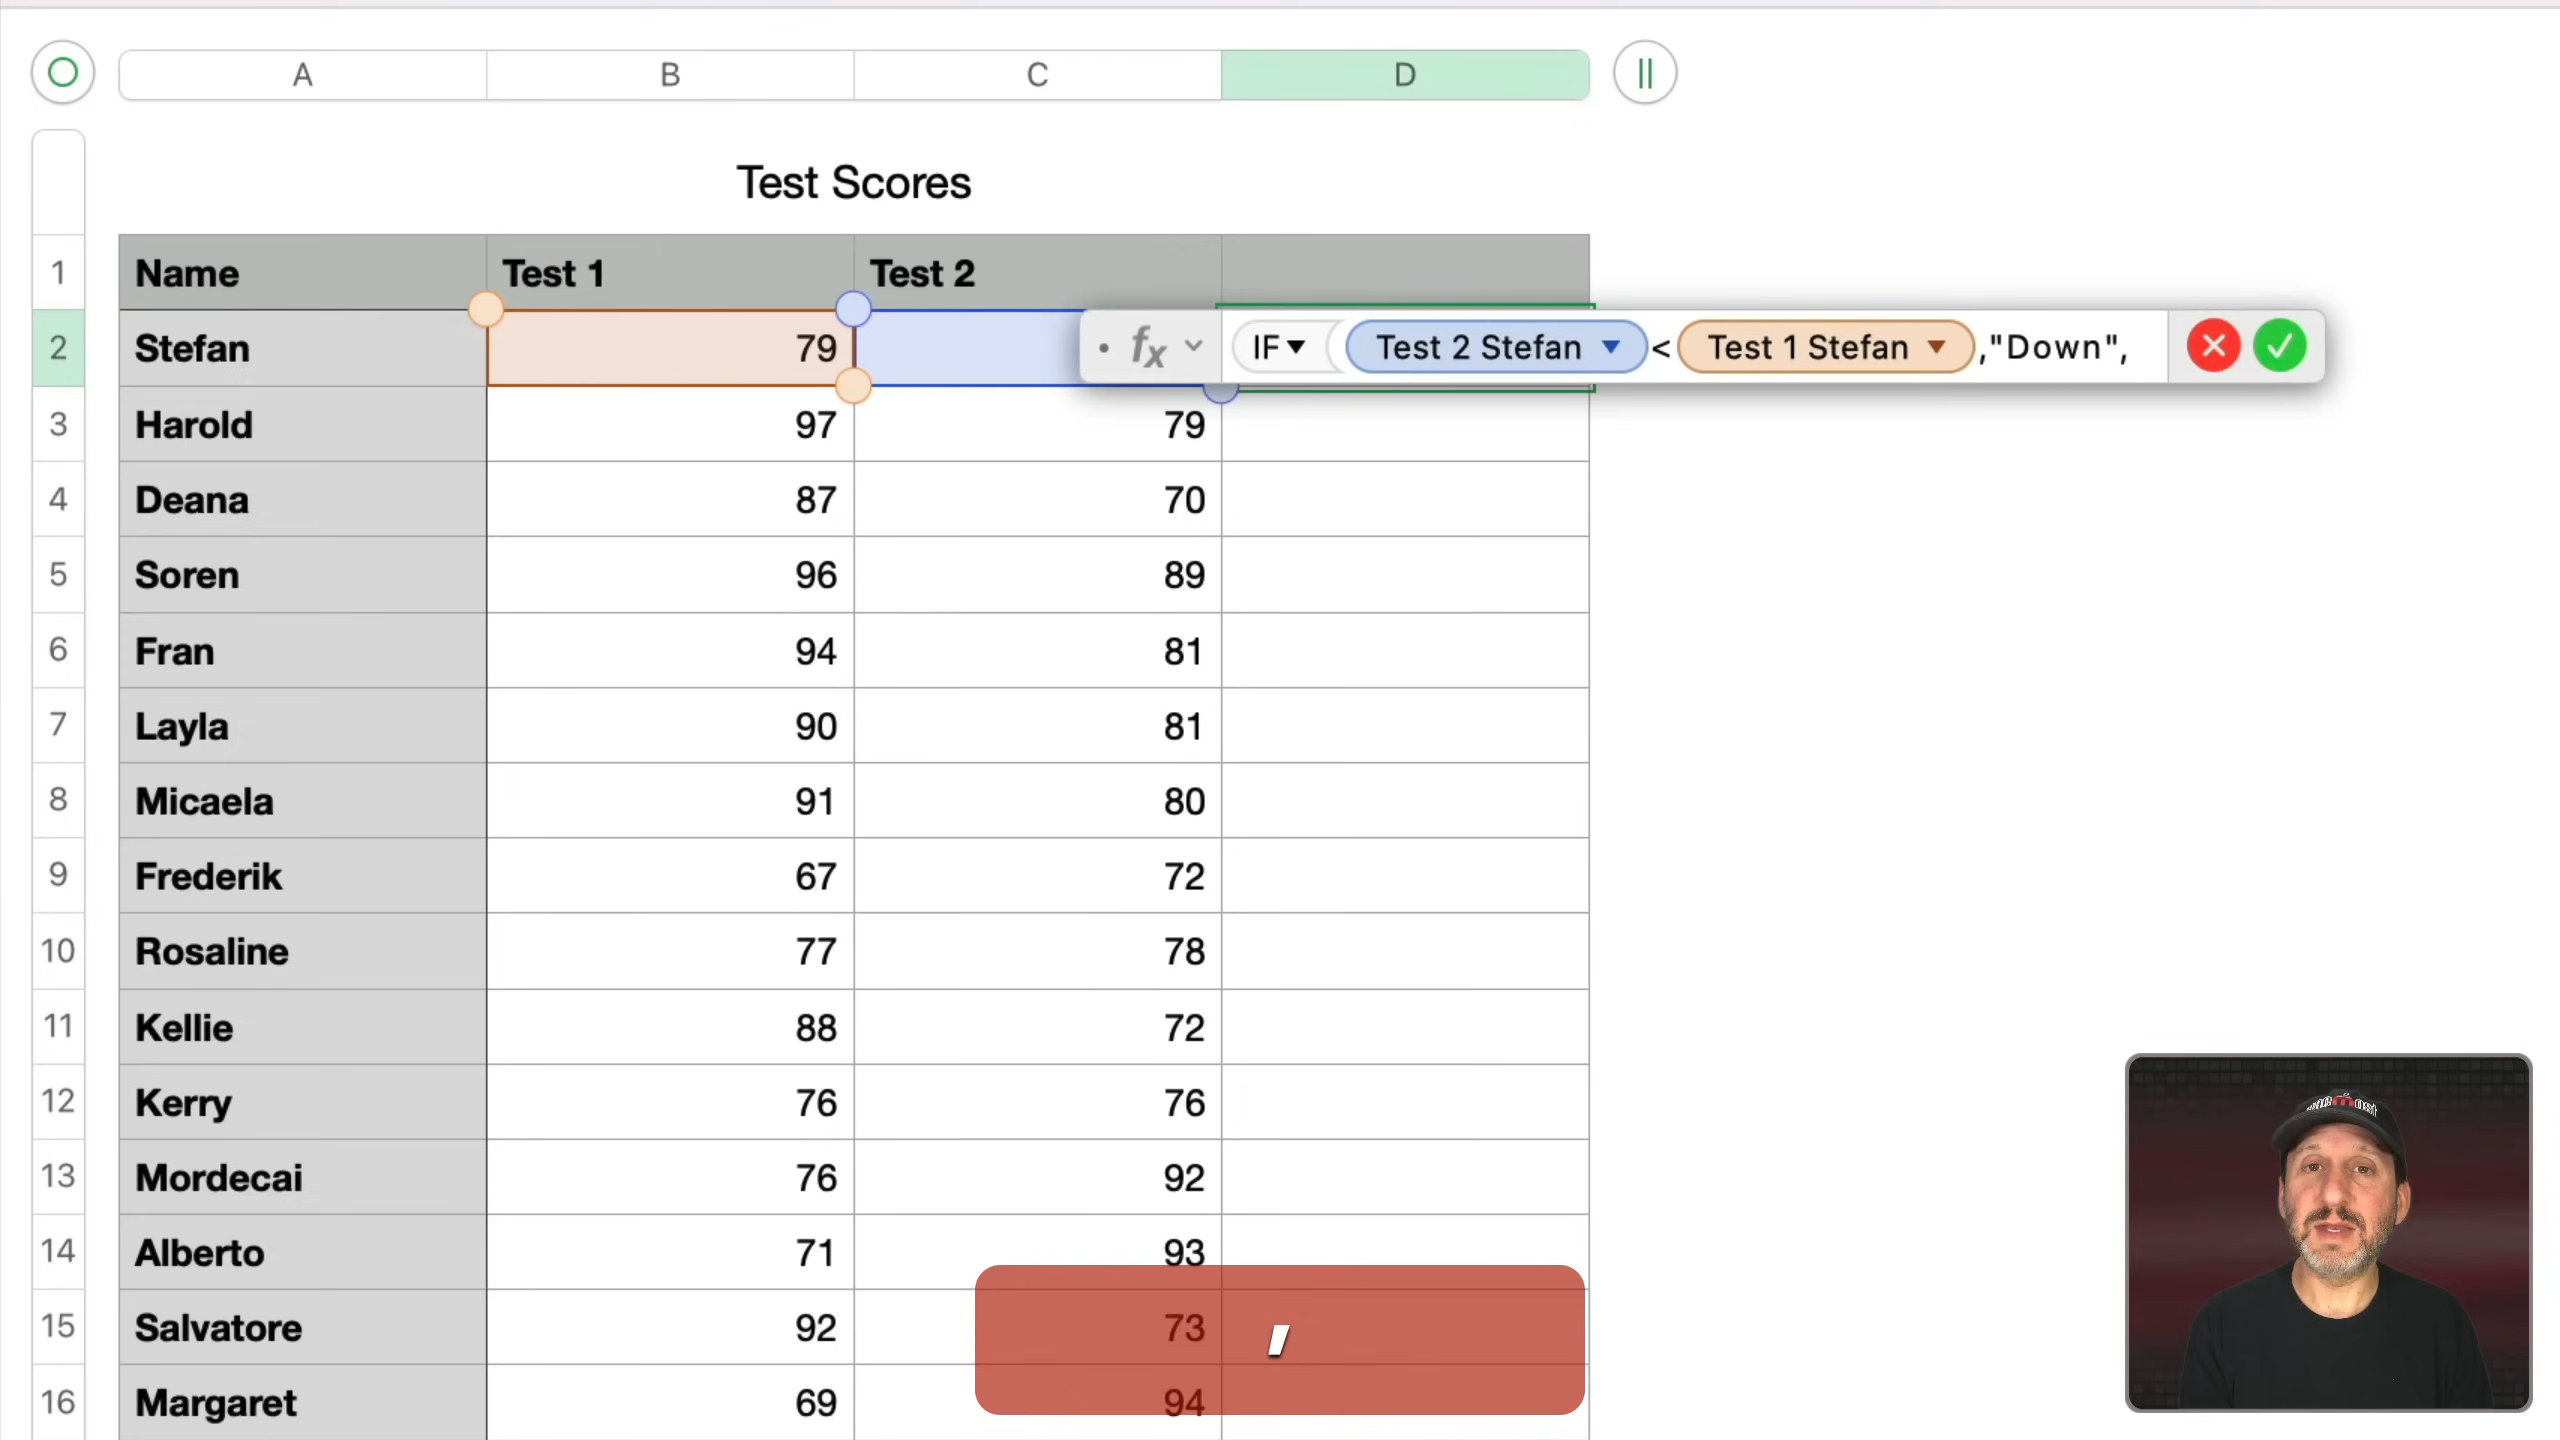 A B C D
Test Scores
1 Name Test 1 Test 2
2 Stefan 79 fx IF Test 2 Stefan < Test 1 Stefan ,"Down",
3 Harold 97 79
4 Deana 87 70
5 Soren 96 89
6 Fran 94 81
7 Layla 90 81
8 Micaela 91 80
9 Frederik 67 72
10 Rosaline 77 78
11 Kellie 88 72
12 Kerry 76 76
13 Mordecai 76 92
14 Alberto 71 93
15 Salvatore 92 73 ,
16 Margaret 69 94